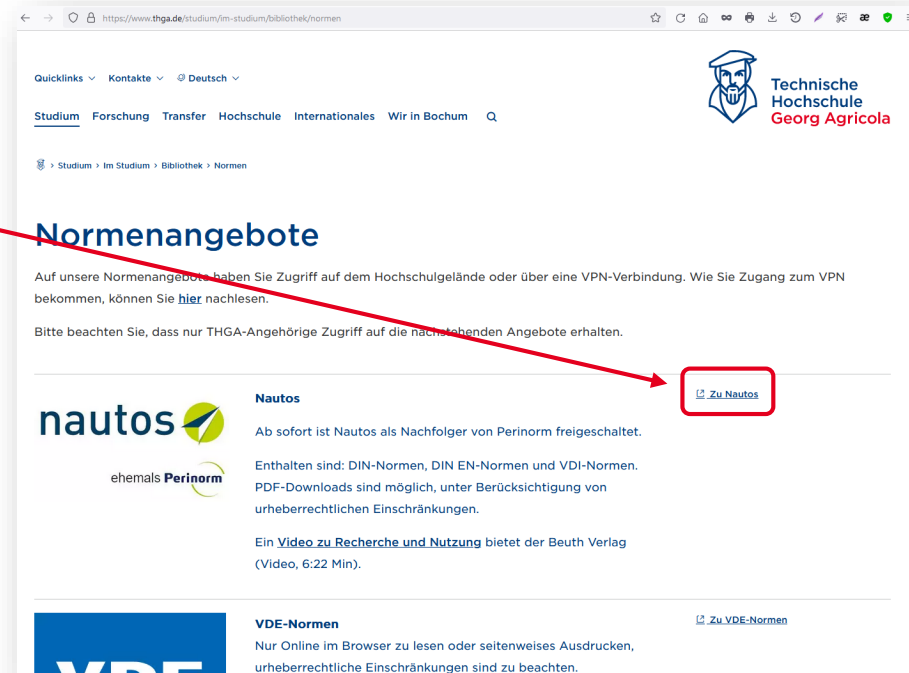 https://www.thga.de/studium/im-studium/bibliothek/normen
Quicklinks Kontakte Deutsch
Technische
Hochschule
Georg Agricola
Studium Forschung Transfer Hochschule Internationales Wir in Bochum
> Studium > Im Studium > Bibliothek > Normen
Normenangebote
Auf unsere Normenangebote haben Sie Zugriff auf dem Hochschulgelände oder über eine VPN-Verbindung. Wie Sie Zugang zum VPN
bekommen, können Sie hier nachlesen.
Bitte beachten Sie, dass nur THGA-Angehörige Zugriff auf die nachstehenden Angebote erhalten.
nautos
ehemals Perinorm
Nautos
Zu Nautos
Ab sofort ist Nautos als Nachfolger von Perinorm freigeschaltet.
Enthalten sind: DIN-Normen, DIN EN-Normen und VDI-Normen.
PDF-Downloads sind möglich, unter Berücksichtigung von
urheberrechtlichen Einschränkungen.
Ein Video zu Recherche und Nutzung bietet der Beuth Verlag
(Video, 6:22 Min).
VDE
VDE-Normen
Zu VDE-Normen
Nur Online im Browser zu lesen oder seitenweises Ausdrucken,
urheberrechtliche Einschränkungen sind zu beachten.